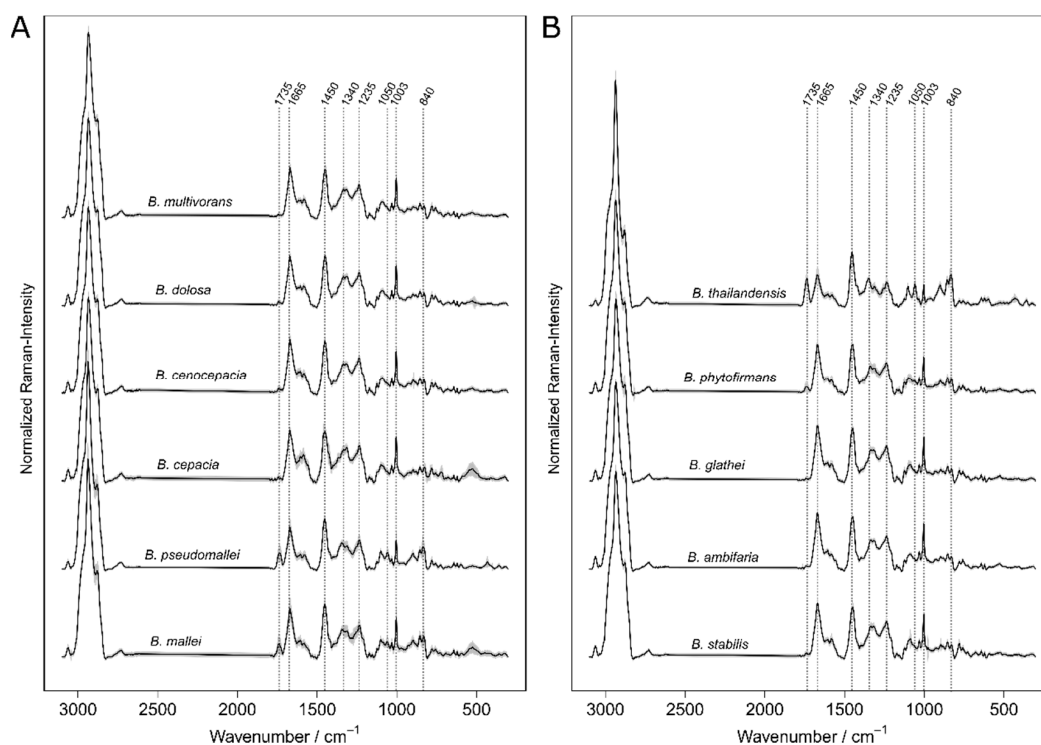 A
Normalized Raman-Intensity
1735
1665
1450
1340
1235
1050
1003
840
B. multivorans
B. dolosa
B. cenocepacia
B. cepacia
B. pseudomallei
B. mallei
3000 2500 2000 1500 1000 500
Wavenumber / cm⁻¹
B
Normalized Raman-Intensity
1735
1665
1450
1340
1235
1050
1003
840
B. thailandensis
B. phytofirmans
B. glathei
B. ambifaria
B. stabilis
3000 2500 2000 1500 1000 500
Wavenumber / cm⁻¹